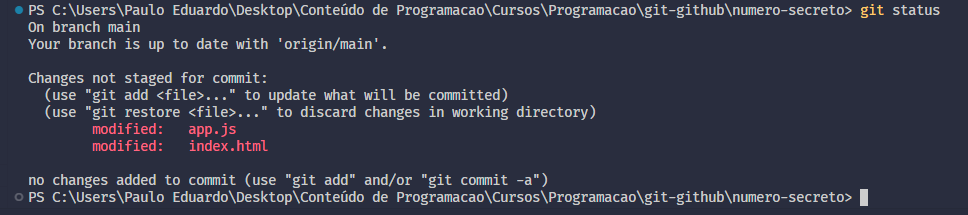 PS C:\Users\Paulo Eduardo\Desktop\Conteúdo de Programacao\Cursos\Programacao\git-github\numero-secreto> git status
On branch main
Your branch is up to date with 'origin/main'.
Changes not staged for commit:
  (use "git add <file>..." to update what will be committed)
  (use "git restore <file>..." to discard changes in working directory)
        modified:   app.js
        modified:   index.html
no changes added to commit (use "git add" and/or "git commit -a")
PS C:\Users\Paulo Eduardo\Desktop\Conteúdo de Programacao\Cursos\Programacao\git-github\numero-secreto>